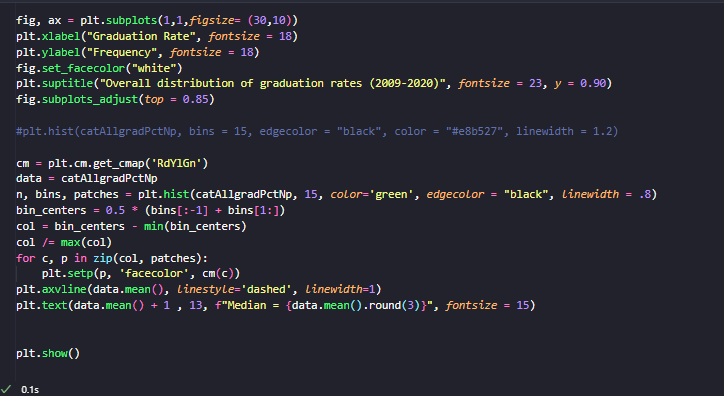 fig, ax = plt.subplots(1,1,figsize= (30,10))
plt.xlabel("Graduation Rate", fontsize = 18)
plt.ylabel("Frequency", fontsize = 18)
fig.set_facecolor("white")
plt.suptitle("Overall distribution of graduation rates (2009-2020)", fontsize = 23, y = 0.90)
fig.subplots_adjust(top = 0.85)
#plt.hist(catAllgradPctNp, bins = 15, edgecolor = "black", color = "#e8b527", linewidth = 1.2)
cm = plt.cm.get_cmap('RdYlGn')
data = catAllgradPctNp
n, bins, patches = plt.hist(catAllgradPctNp, 15, color='green', edgecolor = "black", linewidth = .8)
bin_centers = 0.5 * (bins[:-1] + bins[1:])
col = bin_centers - min(bin_centers)
col /= max(col)
for c, p in zip(col, patches):
    plt.setp(p, 'facecolor', cm(c))
plt.axvline(data.mean(), linestyle='dashed', linewidth=1)
plt.text(data.mean() + 1 , 13, f"Median = {data.mean().round(3)}", fontsize = 15)
plt.show()
0.1s